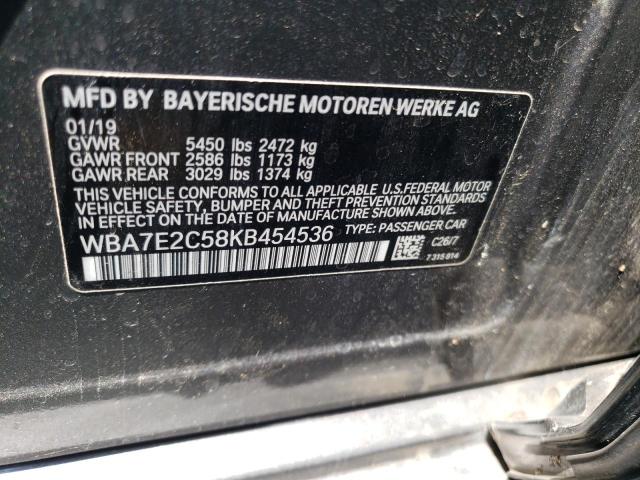 MFD BY BAYERISCHE MOTOREN WERKE AG
01/19
GVWR 5450 lbs 2472 kg
GAWR FRONT 2586 lbs 1173 kg
GAWR REAR 3029 lbs 1374 kg
THIS VEHICLE CONFORMS TO ALL APPLICABLE U.S.FEDERAL MOTOR
VEHICLE SAFETY, BUMPER, AND THEFT PREVENTION STANDARDS
IN EFFECT ON THE DATE OF MANUFACTURE SHOWN ABOVE.
WBA7E2C58KB454536 TYPE: PASSENGER CAR
C26/7
7 315 814